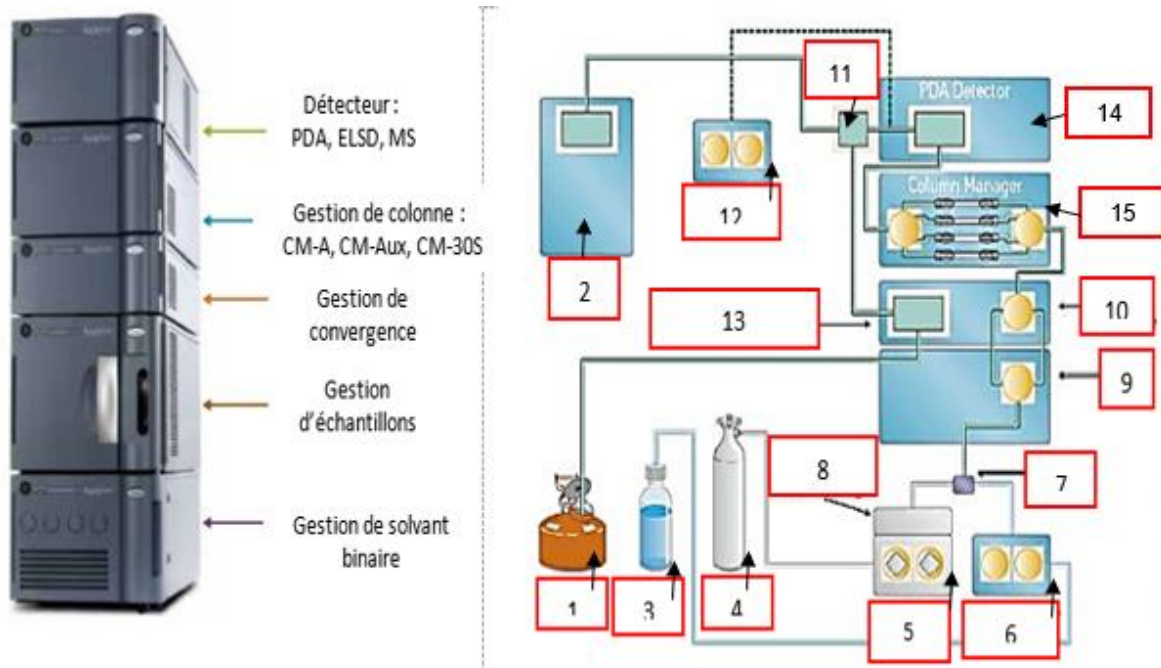 Détecteur :
PDA, ELSD, MS
Gestion de colonne :
CM-A, CM-Aux, CM-30S
Gestion de
convergence
Gestion
d'échantillons
Gestion de solvant
binaire
11
PDA Detector
14
12
Column Manager
15
2
13
10
9
8
7
1
3
4
5
6